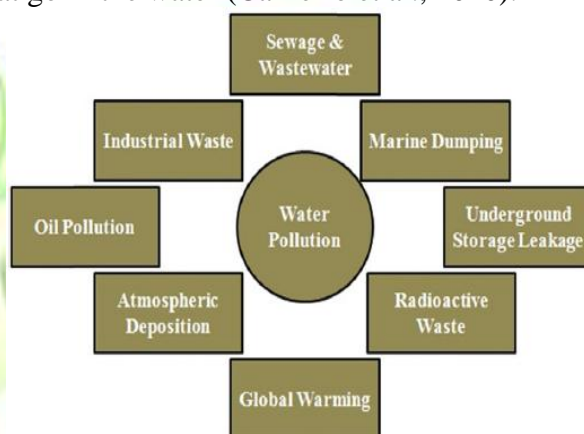 Sewage &
Wastewater
Industrial Waste
Marine Dumping
Water
Pollution
Oil Pollution
Underground
Storage Leakage
Atmospheric
Deposition
Radioactive
Waste
Global Warming